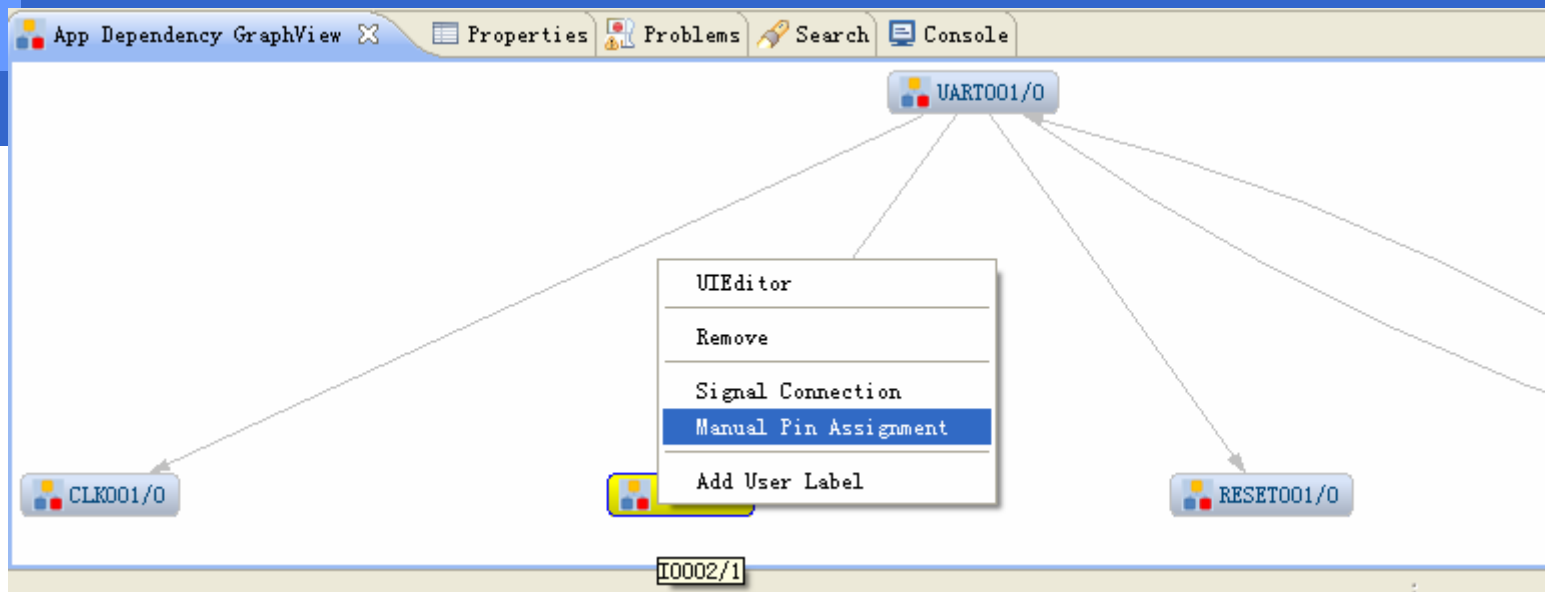 App Dependency GraphView Properties Problems Search Console
UART001/0
UIEditor
Remove
Signal Connection
Manual Pin Assignment
Add User Label
CLK001/0
RESET001/0
IO002/1